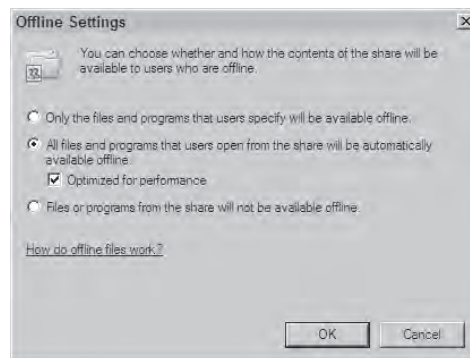 Offline Settings
You can choose whether and how the contents of the share will be
available to users who are offline.
Only the files and programs that users specify will be available offline.
All files and programs that users open from the share will be automatically
available offline.
Optimized for performance
Files or programs from the share will not be available offline.
How do offline files work?
OK
Cancel